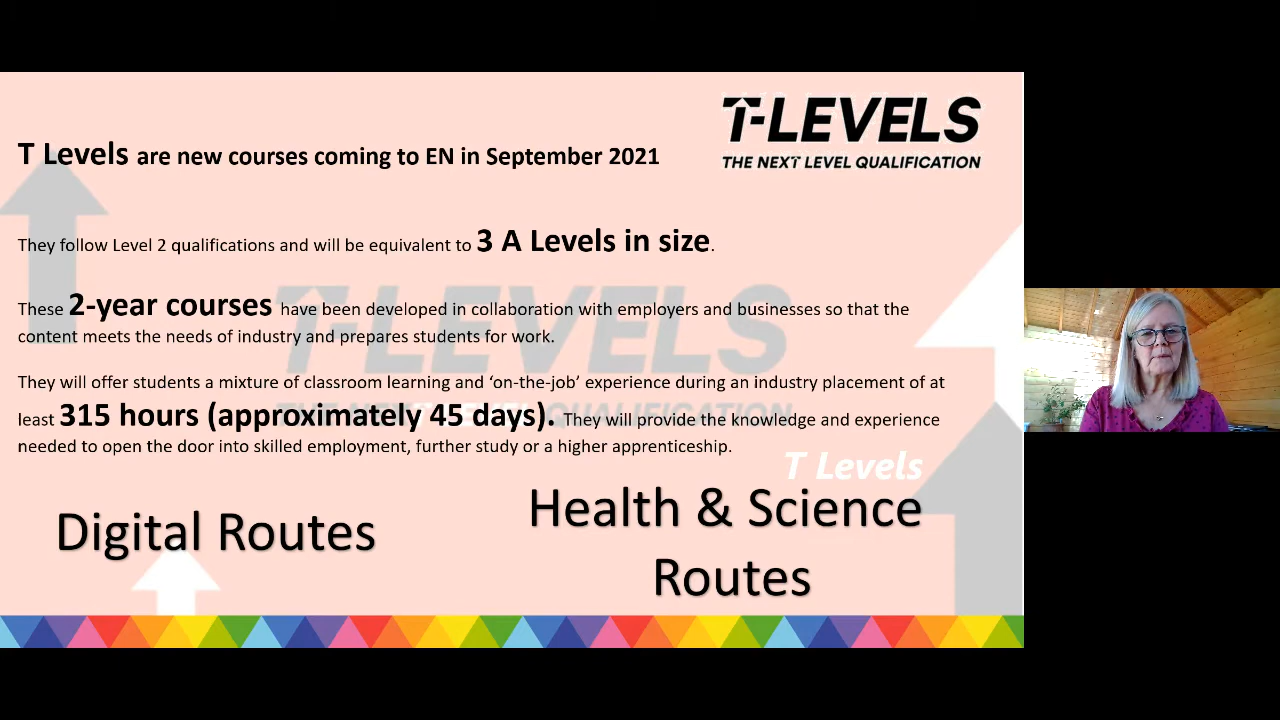 T-LEVELS
THE NEXT LEVEL QUALIFICATION
T Levels are new courses coming to EN in September 2021
They follow Level 2 qualifications and will be equivalent to 3 A Levels in size.
These 2-year courses have been developed in collaboration with employers and businesses so that the
content meets the needs of industry and prepares students for work.
T-LEVELS
THE NEXT LEVEL QUALIFICATION
They will offer students a mixture of classroom learning and ‘on-the-job’ experience during an industry placement of at
least 315 hours (approximately 45 days). They will provide the knowledge and experience
needed to open the door into skilled employment, further study or a higher apprenticeship.
T Levels
Digital Routes
Health & Science
Routes